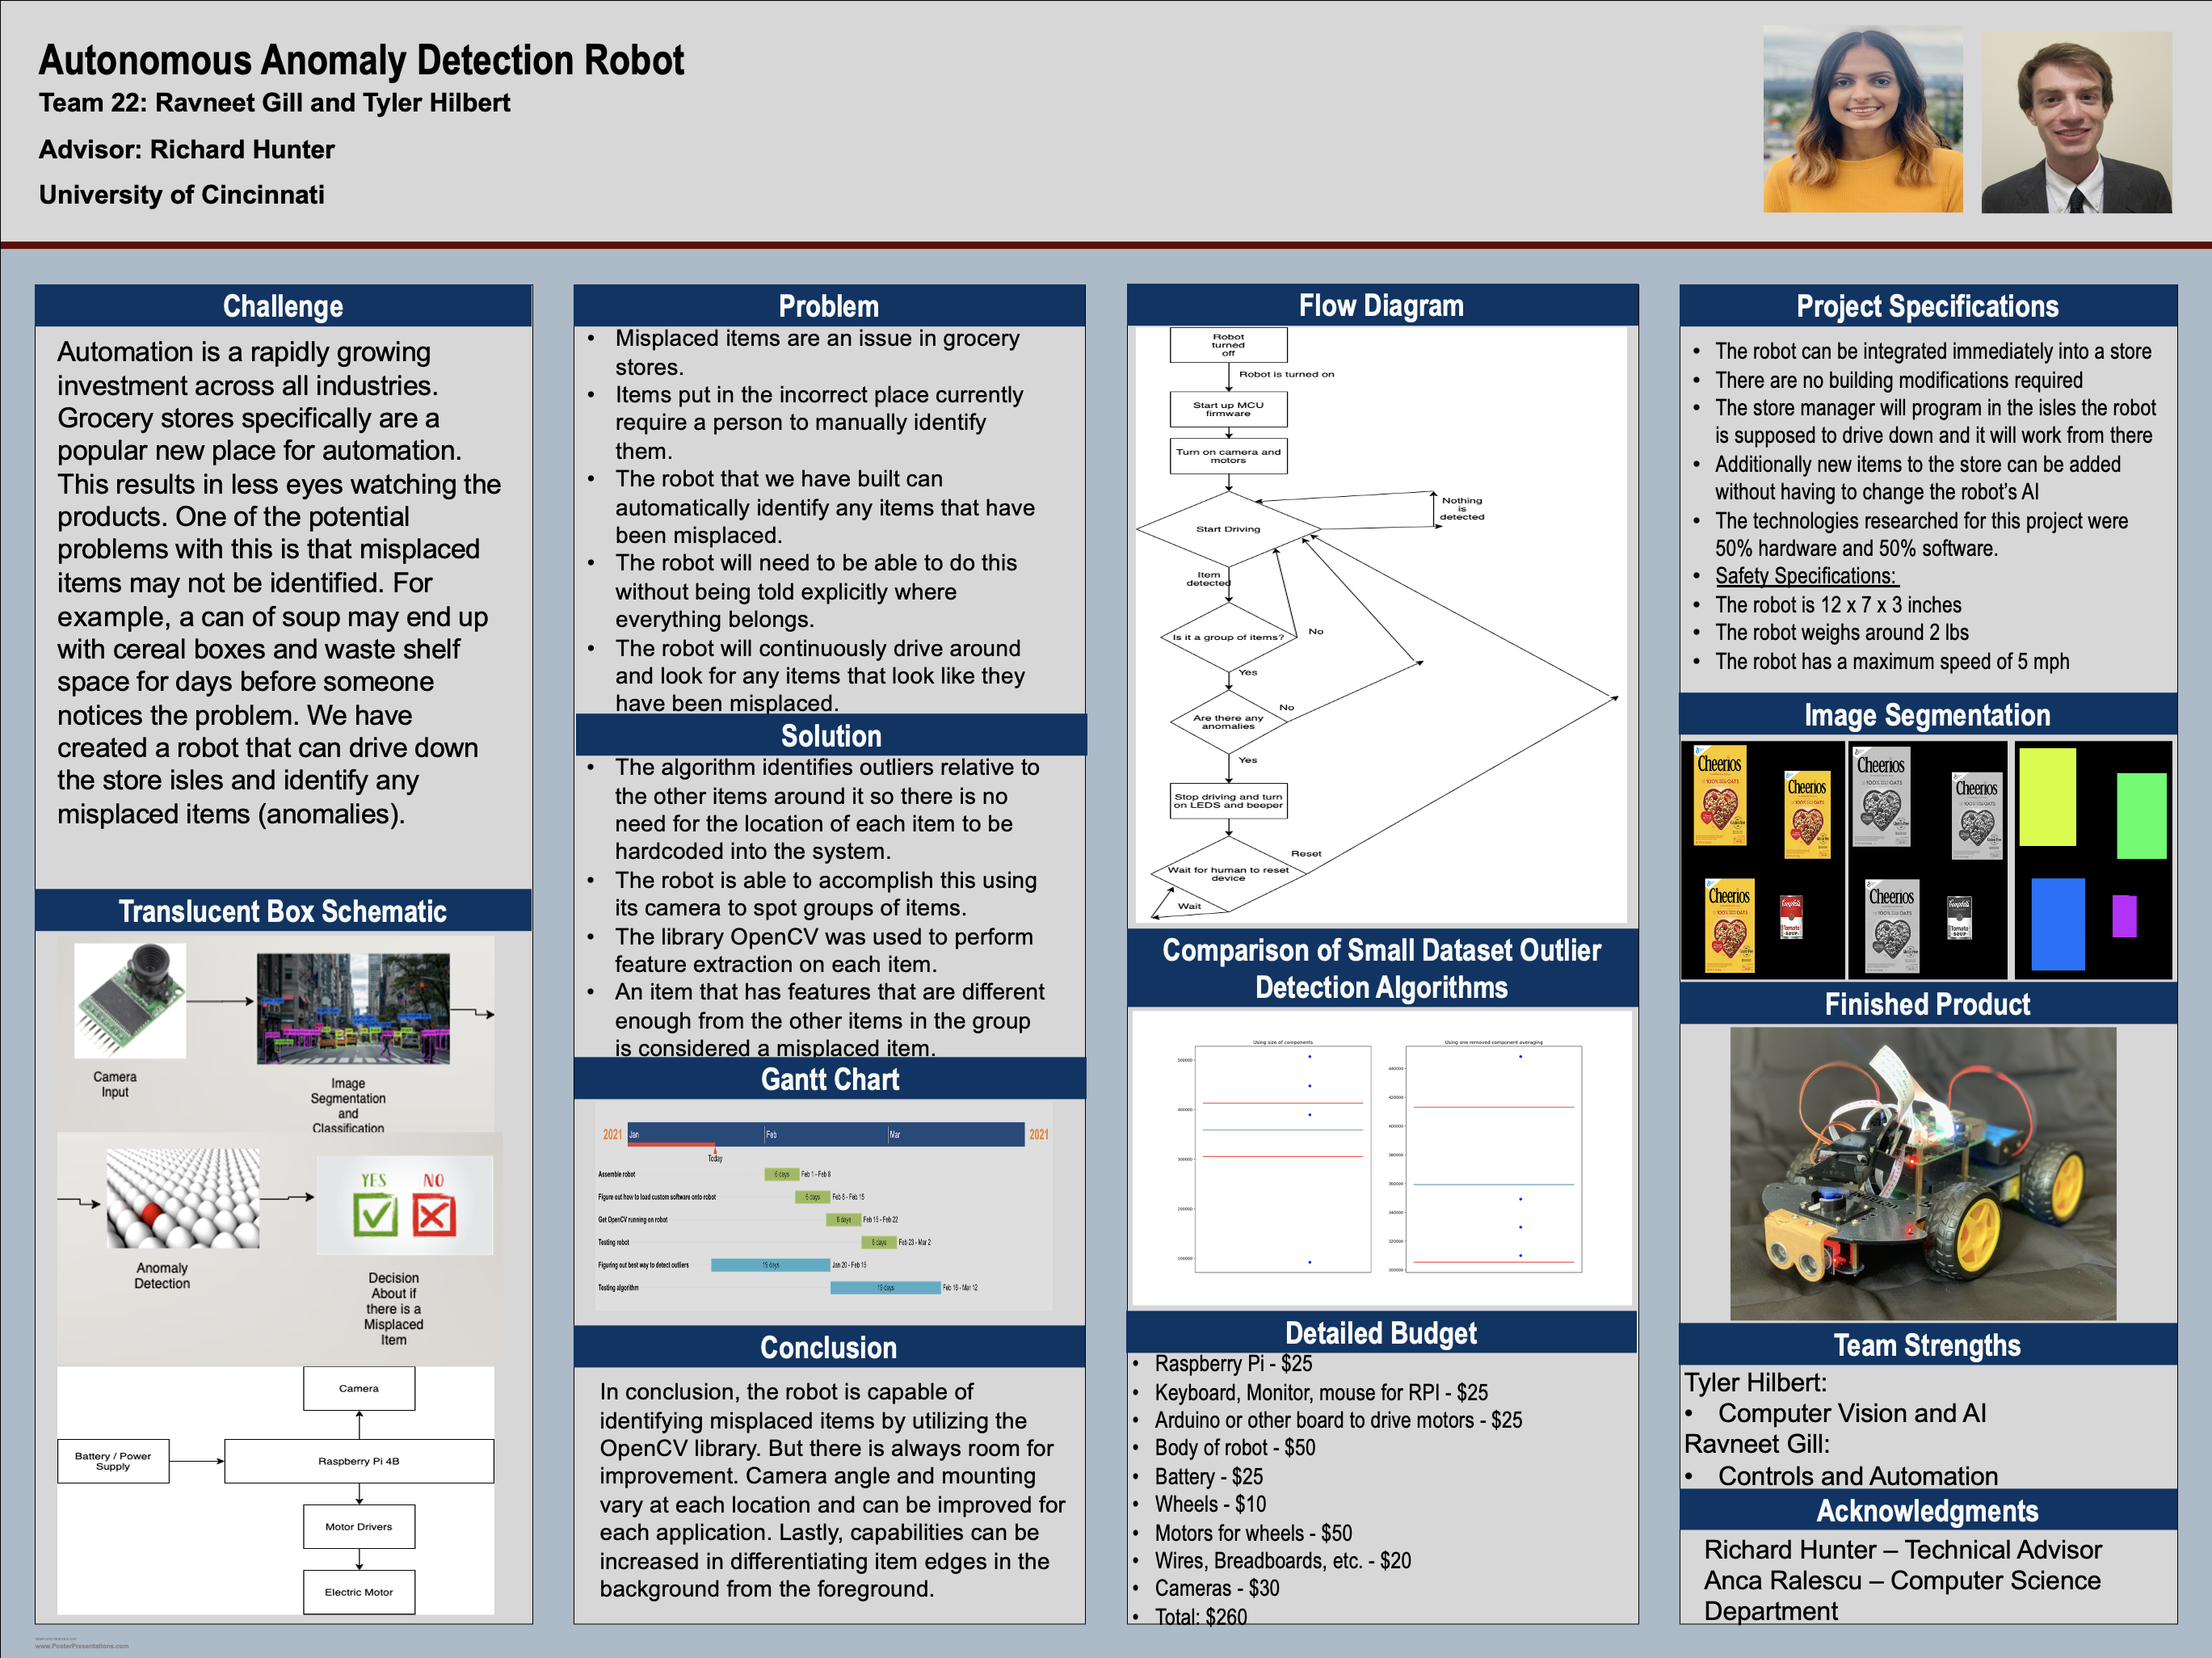 Autonomous Anomaly Detection Robot
Team 22: Ravneet Gill and Tyler Hilbert
Advisor: Richard Hunter
University of Cincinnati
Challenge
Automation is a rapidly growing
investment across all industries.
Grocery stores specifically are a
popular new place for automation.
This results in less eyes watching the
products. One of the potential
problems with this is that misplaced
items may not be identified. For
example, a can of soup may end up
with cereal boxes and waste shelf
space for days before someone
notices the problem. We have
created a robot that can drive down
the store isles and identify any
misplaced items (anomalies).
Translucent Box Schematic
Camera
Input
Image
Segmentation
and
Classification
Anomaly
Detection
YES NO
Decision
About if
there is a
Misplaced
Item
Camera
Battery / Power
Supply
Raspberry Pi 4B
Motor Drivers
Electric Motor
www.PosterPresentations.com
Problem
• Misplaced items are an issue in grocery
stores.
• Items put in the incorrect place currently
require a person to manually identify
them.
• The robot that we have built can
automatically identify any items that have
been misplaced.
• The robot will need to be able to do this
without being told explicitly where
everything belongs.
• The robot will continuously drive around
and look for any items that look like they
have been misplaced.
Solution
• The algorithm identifies outliers relative to
the other items around it so there is no
need for the location of each item to be
hardcoded into the system.
• The robot is able to accomplish this using
its camera to spot groups of items.
• The library OpenCV was used to perform
feature extraction on each item.
• An item that has features that are different
enough from the other items in the group
is considered a misplaced item.
Gantt Chart
2021 Jan Feb Mar 2021
Today
Assemble robot 6 days Feb 1 - Feb 8
Figure out how to load custom software onto robot 6 days Feb 8 - Feb 15
Get OpenCV running on robot 6 days Feb 15 - Feb 22
Testing robot 5 days Feb 23 - Mar 2
Figuring out best way to detect outliers 19 days Jan 20 - Feb 15
Testing algorithm 19 days Feb 16 - Mar 12
Conclusion
In conclusion, the robot is capable of
identifying misplaced items by utilizing the
OpenCV library. But there is always room for
improvement. Camera angle and mounting
vary at each location and can be improved for
each application. Lastly, capabilities can be
increased in differentiating item edges in the
background from the foreground.
Flow Diagram
Robot
turned
off
Robot is turned on
Start up MCU
firmware
Turn on camera and
motors
Start Driving
Nothing
is
detected
Item
detected
Is it a group of items?
No
Yes
Are there any
anomalies
No
Yes
Stop driving and turn
on LEDS and beeper
Wait for human to reset
device
Reset
Wait
Comparison of Small Dataset Outlier
Detection Algorithms
Using size of components
500000
400000
300000
200000
100000
Using one removed component averaging
440000
420000
400000
380000
360000
340000
320000
300000
Detailed Budget
• Raspberry Pi - $25
• Keyboard, Monitor, mouse for RPI - $25
• Arduino or other board to drive motors - $25
• Body of robot - $50
• Battery - $25
• Wheels - $10
• Motors for wheels - $50
• Wires, Breadboards, etc. - $20
• Cameras - $30
• Total: $260
Project Specifications
• The robot can be integrated immediately into a store
• There are no building modifications required
• The store manager will program in the isles the robot
is supposed to drive down and it will work from there
• Additionally new items to the store can be added
without having to change the robot’s AI
• The technologies researched for this project were
50% hardware and 50% software.
• Safety Specifications:
• The robot is 12 x 7 x 3 inches
• The robot weighs around 2 lbs
• The robot has a maximum speed of 5 mph
Image Segmentation
Cheerios
Cheerios
Cheerios
Cheerios
Cheerios
Campbell's
Tomato
SOUP
Cheerios
Campbell's
Tomato
SOUP
Finished Product
Team Strengths
Tyler Hilbert:
• Computer Vision and AI
Ravneet Gill:
• Controls and Automation
Acknowledgments
Richard Hunter – Technical Advisor
Anca Ralescu – Computer Science
Department